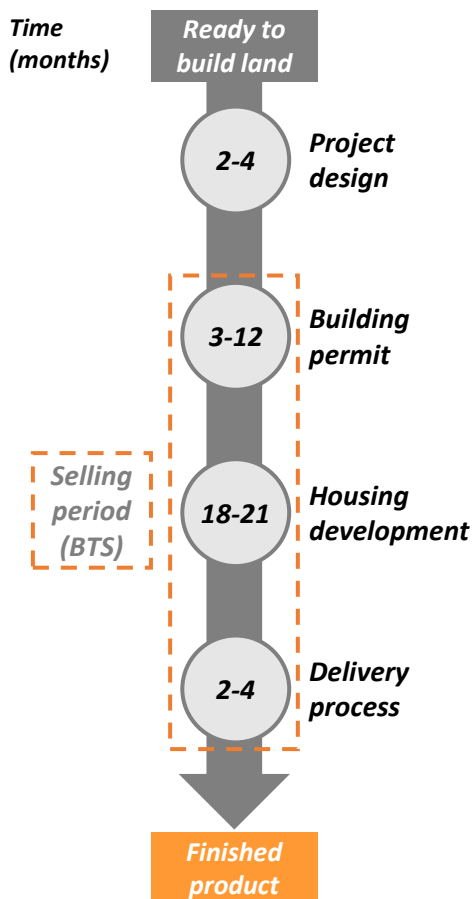 Time
(months)
Ready to
build land
2-4
Project
design
3-12
Building
permit
Selling
period
(BTS)
18-21
Housing
development
2-4
Delivery
process
Finished
product